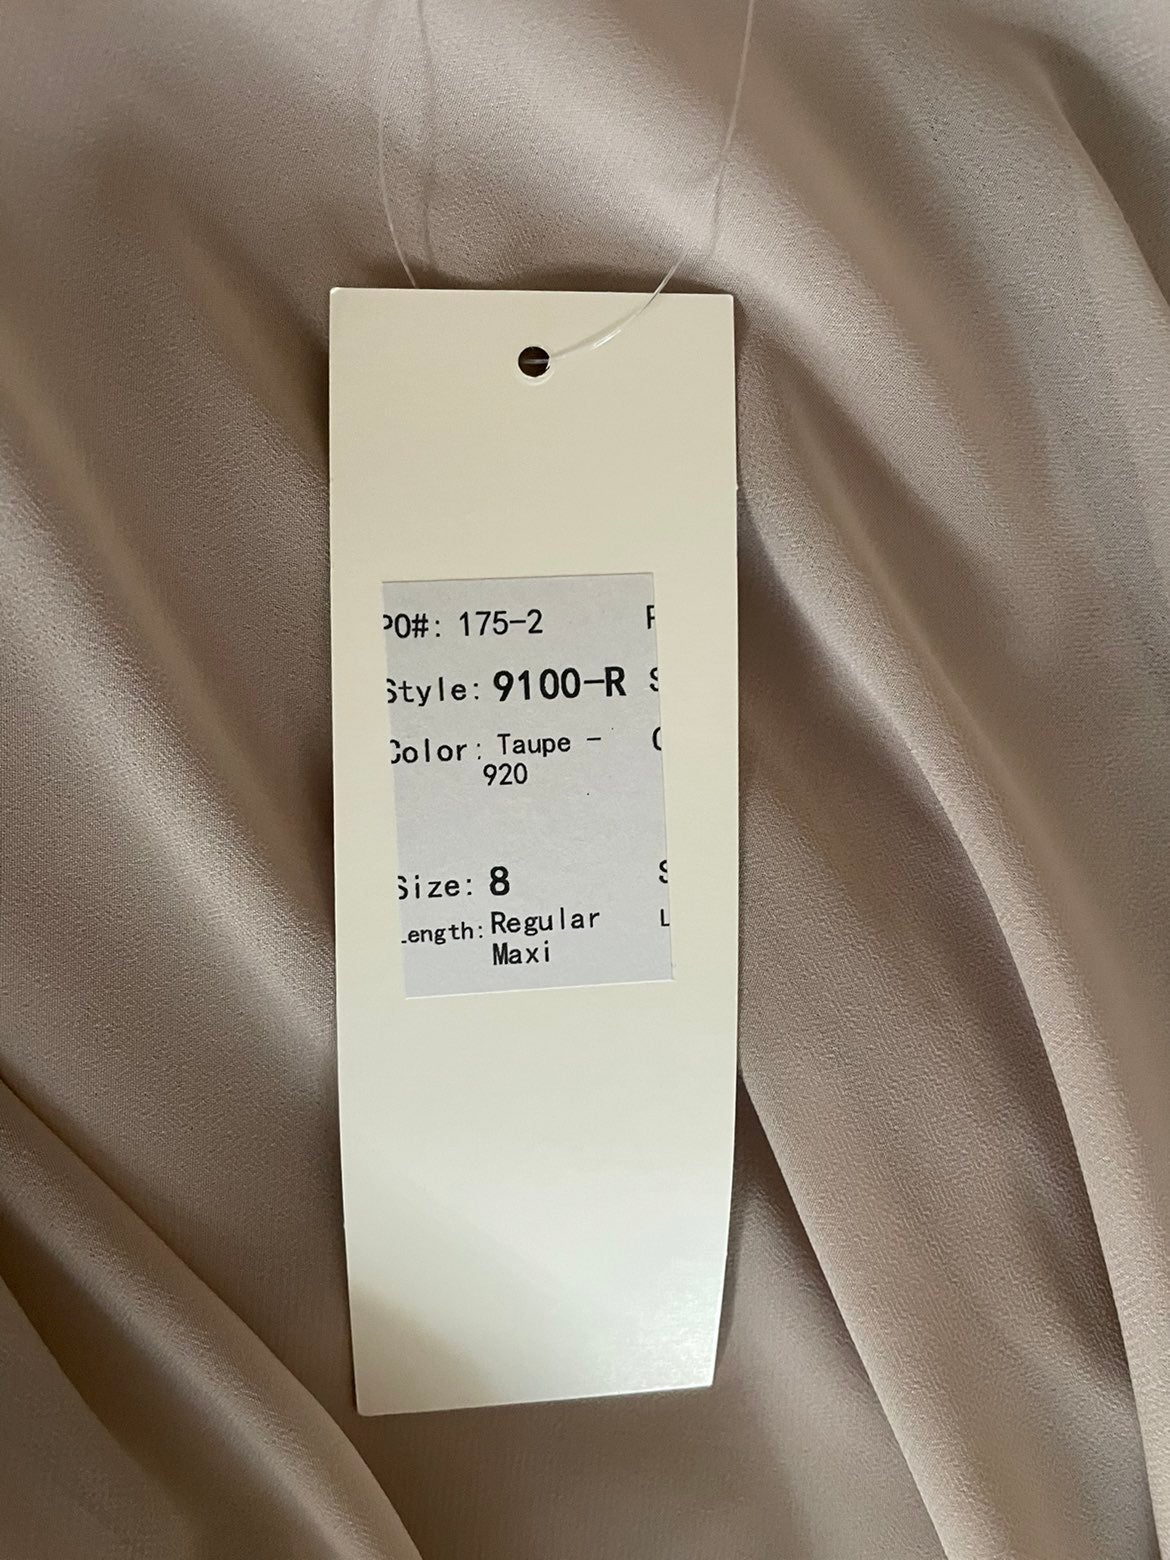 PO#: 175-2
Style: 9100-R
Color: Taupe -
920
Size: 8
Length: Regular
Maxi